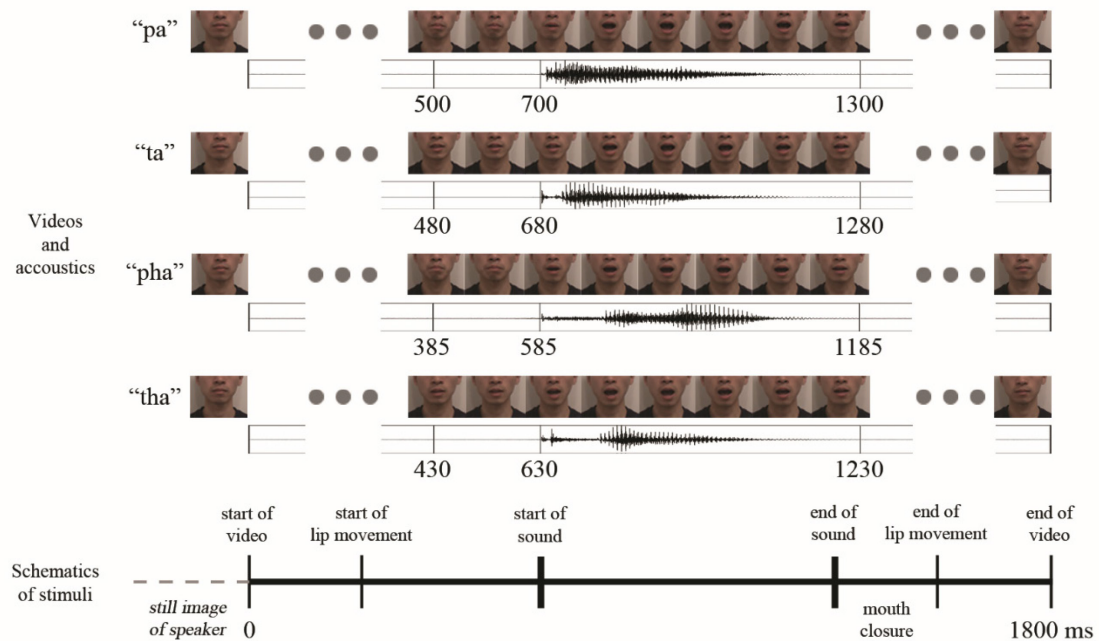 “pa”
500 700 1300
“ta”
480 680 1280
Videos
and
accoustics
“pha”
385 585 1185
“tha”
430 630 1230
start of
video
start of
lip movement
start of
sound
end of
sound
end of
lip movement
end of
video
Schematics
of stimuli
still image
of speaker
0
mouth
closure
1800 ms